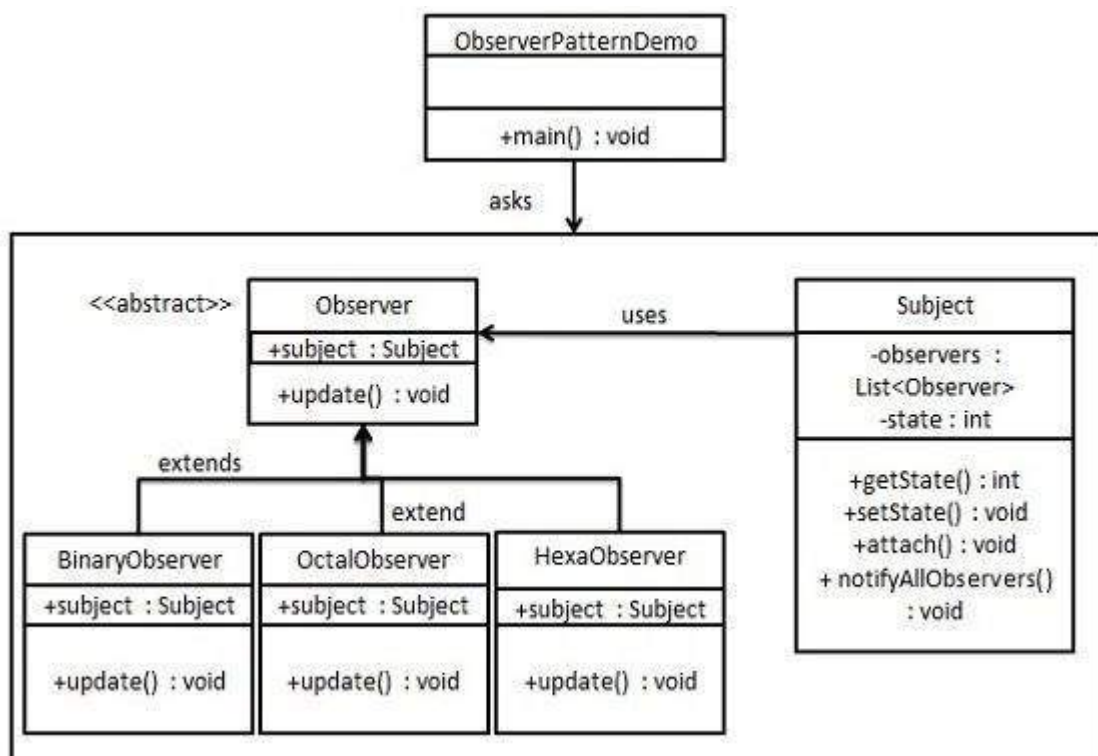 ObserverPatternDemo
+main() : void
asks
<<abstract>>
Observer
+subject : Subject
+update() : void
uses
Subject
-observers :
List<Observer>
-state : int
+getState() : int
+setState() : void
+attach() : void
+ notifyAllObservers()
: void
extends
extend
BinaryObserver
+subject : Subject
+update() : void
OctalObserver
+subject : Subject
+update() : void
HexaObserver
+subject : Subject
+update() : void